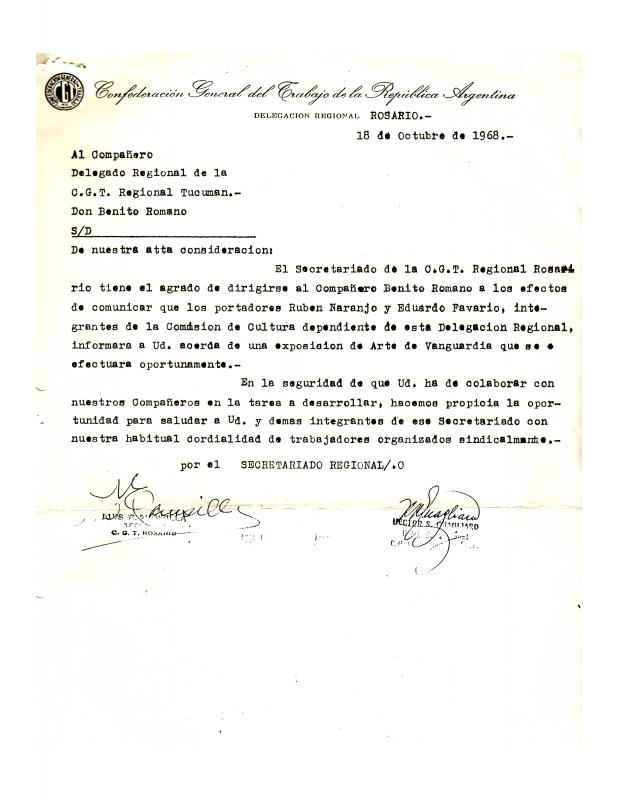 CGT
Confederación General del Trabajo de la República Argentina
DELEGACION REGIONAL ROSARIO.-
18 de Octubre de 1968.-
Al Compañero
Delegado Regional de la
C.G.T. Regional Tucuman.-
Don Benito Romano
S/D
De nuestra atta consideracion:
El Secretariado de la C.G.T. Regional Rosari
rio tiene el agrado de dirigirse al Compañero Benito Romano a los efectos
de comunicar que los portadores Ruben Naranjo y Eduardo Favario, inte-
grantes de la Comision de Cultura dependiente de esta Delegacion Regional,
informara a Ud. acerda de una exposicion de Arte de Vanguardia que se e
efectuara oportunamente.-
En la seguridad de que Ud. ha de colaborar con
nuestros Compañeros en la tarea a desarrollar, hacemos propicia la opor-
tunidad para saludar a Ud. y demas integrantes de ese Secretariado con
nuestra habitual cordialidad de trabajadores organizados sindicalmente.-
por el SECRETARIADO REGIONAL/.O
C. G. T. ROSARIO
HECTOR S. QUAGLIARO